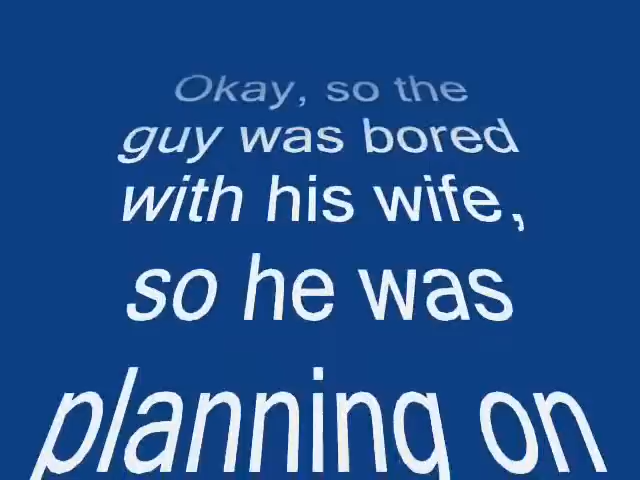 Okay, so the
guy was bored
with his wife,
so he was
planning on